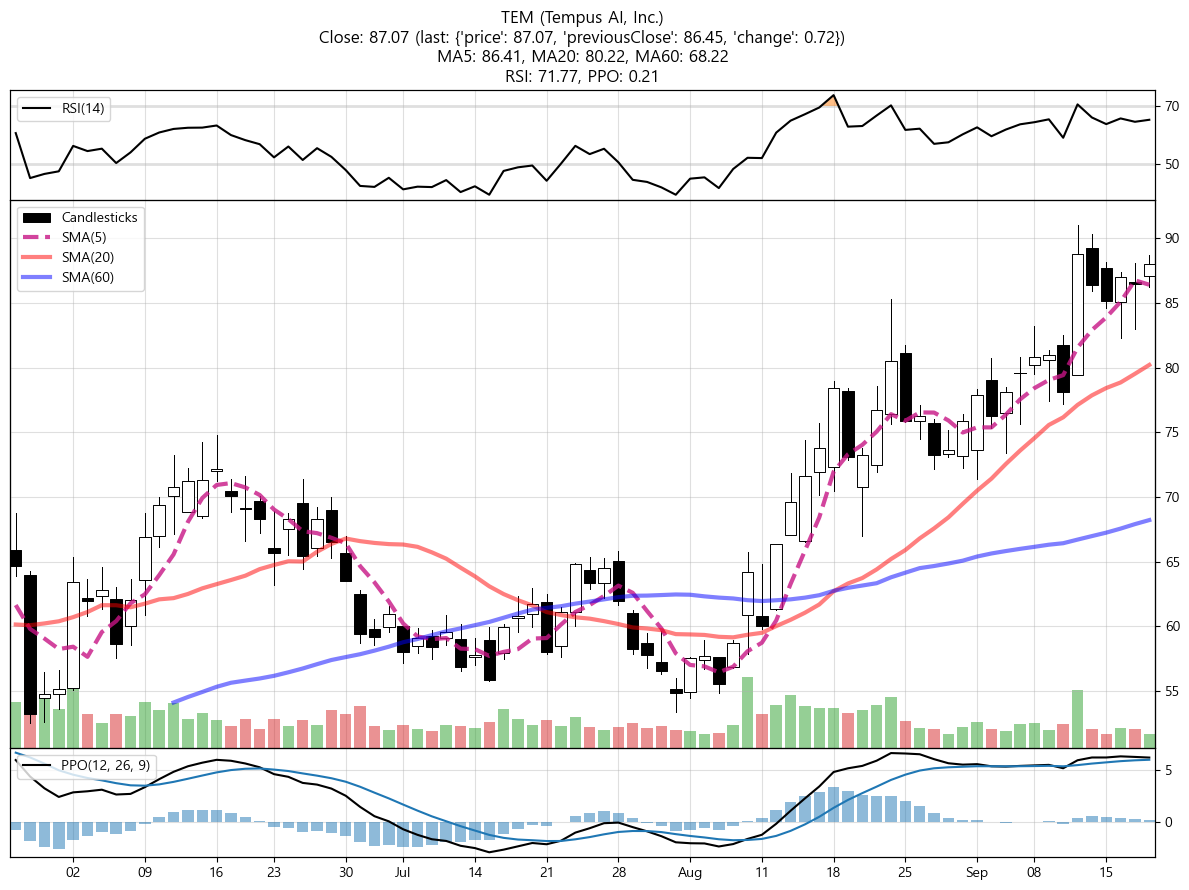 TEM (Tempus AI, Inc.)
Close: 87.07 (last: {'price': 87.07, 'previousClose': 86.45, 'change': 0.72})
MA5: 86.41, MA20: 80.22, MA60: 68.22
RSI: 71.77, PPO: 0.21
RSI(14)
70
50
Candlesticks
SMA(5)
SMA(20)
SMA(60)
90
85
80
75
70
65
60
55
PPO(12, 26, 9)
5
0
02 09 16 23 30 Jul 14 21 28 Aug 11 18 25 Sep 08 15